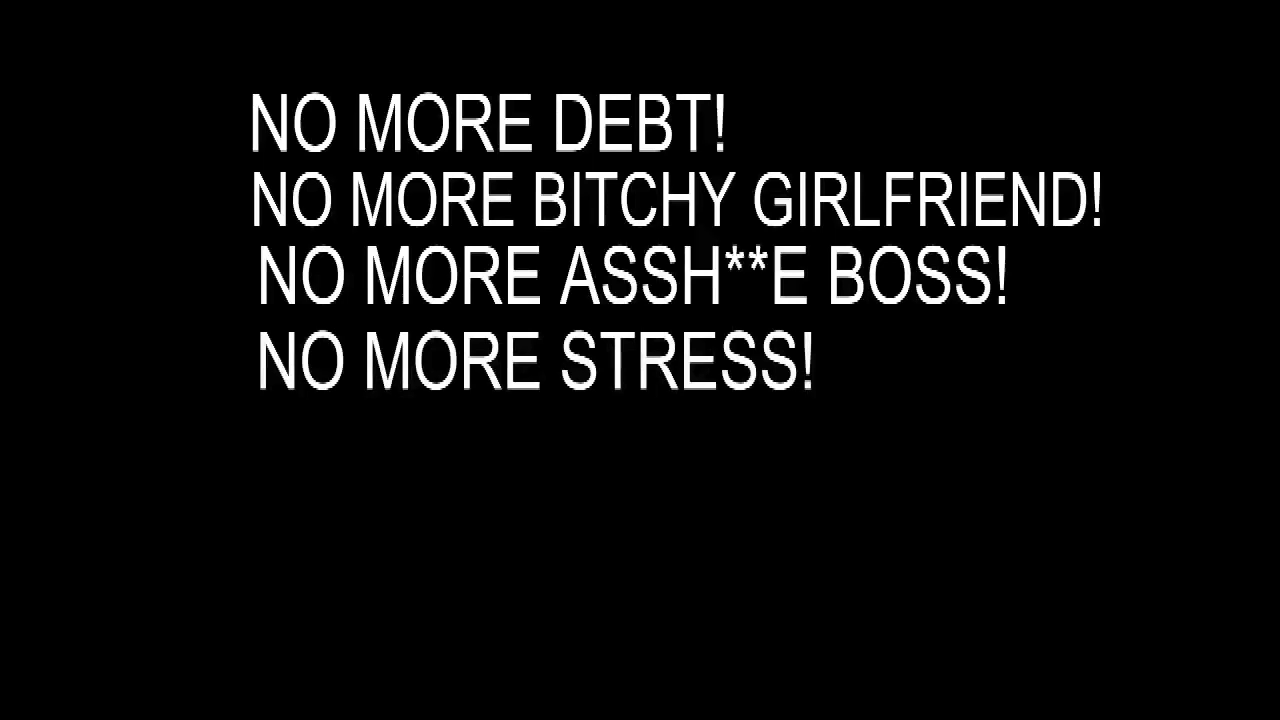 NO MORE DEBT!
NO MORE BITCHY GIRLFRIEND!
NO MORE ASSH**E BOSS!
NO MORE STRESS!